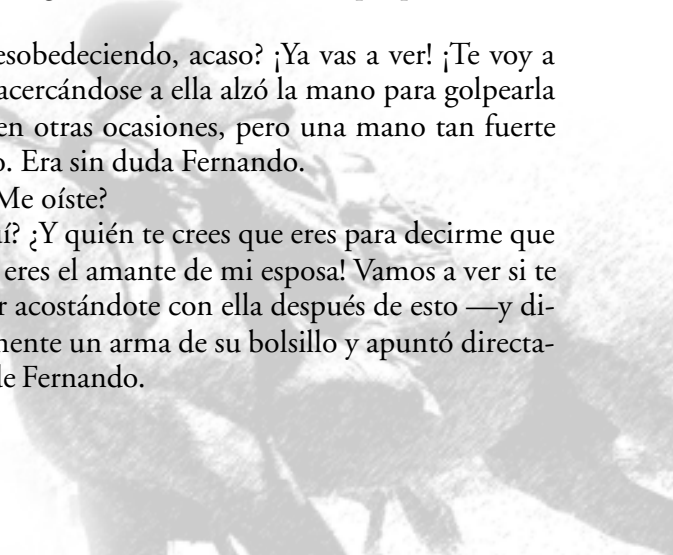 esobedeciendo, acaso? ¡Ya vas a ver! ¡Te voy a
acercándose a ella alzó la mano para golpearla
en otras ocasiones, pero una mano tan fuerte
o. Era sin duda Fernando.
Me oíste?
uí? ¿Y quién te crees que eres para decirme que
eres el amante de mi esposa! Vamos a ver si te
r acostándote con ella después de esto —y di-
mente un arma de su bolsillo y apuntó directa-
de Fernando.